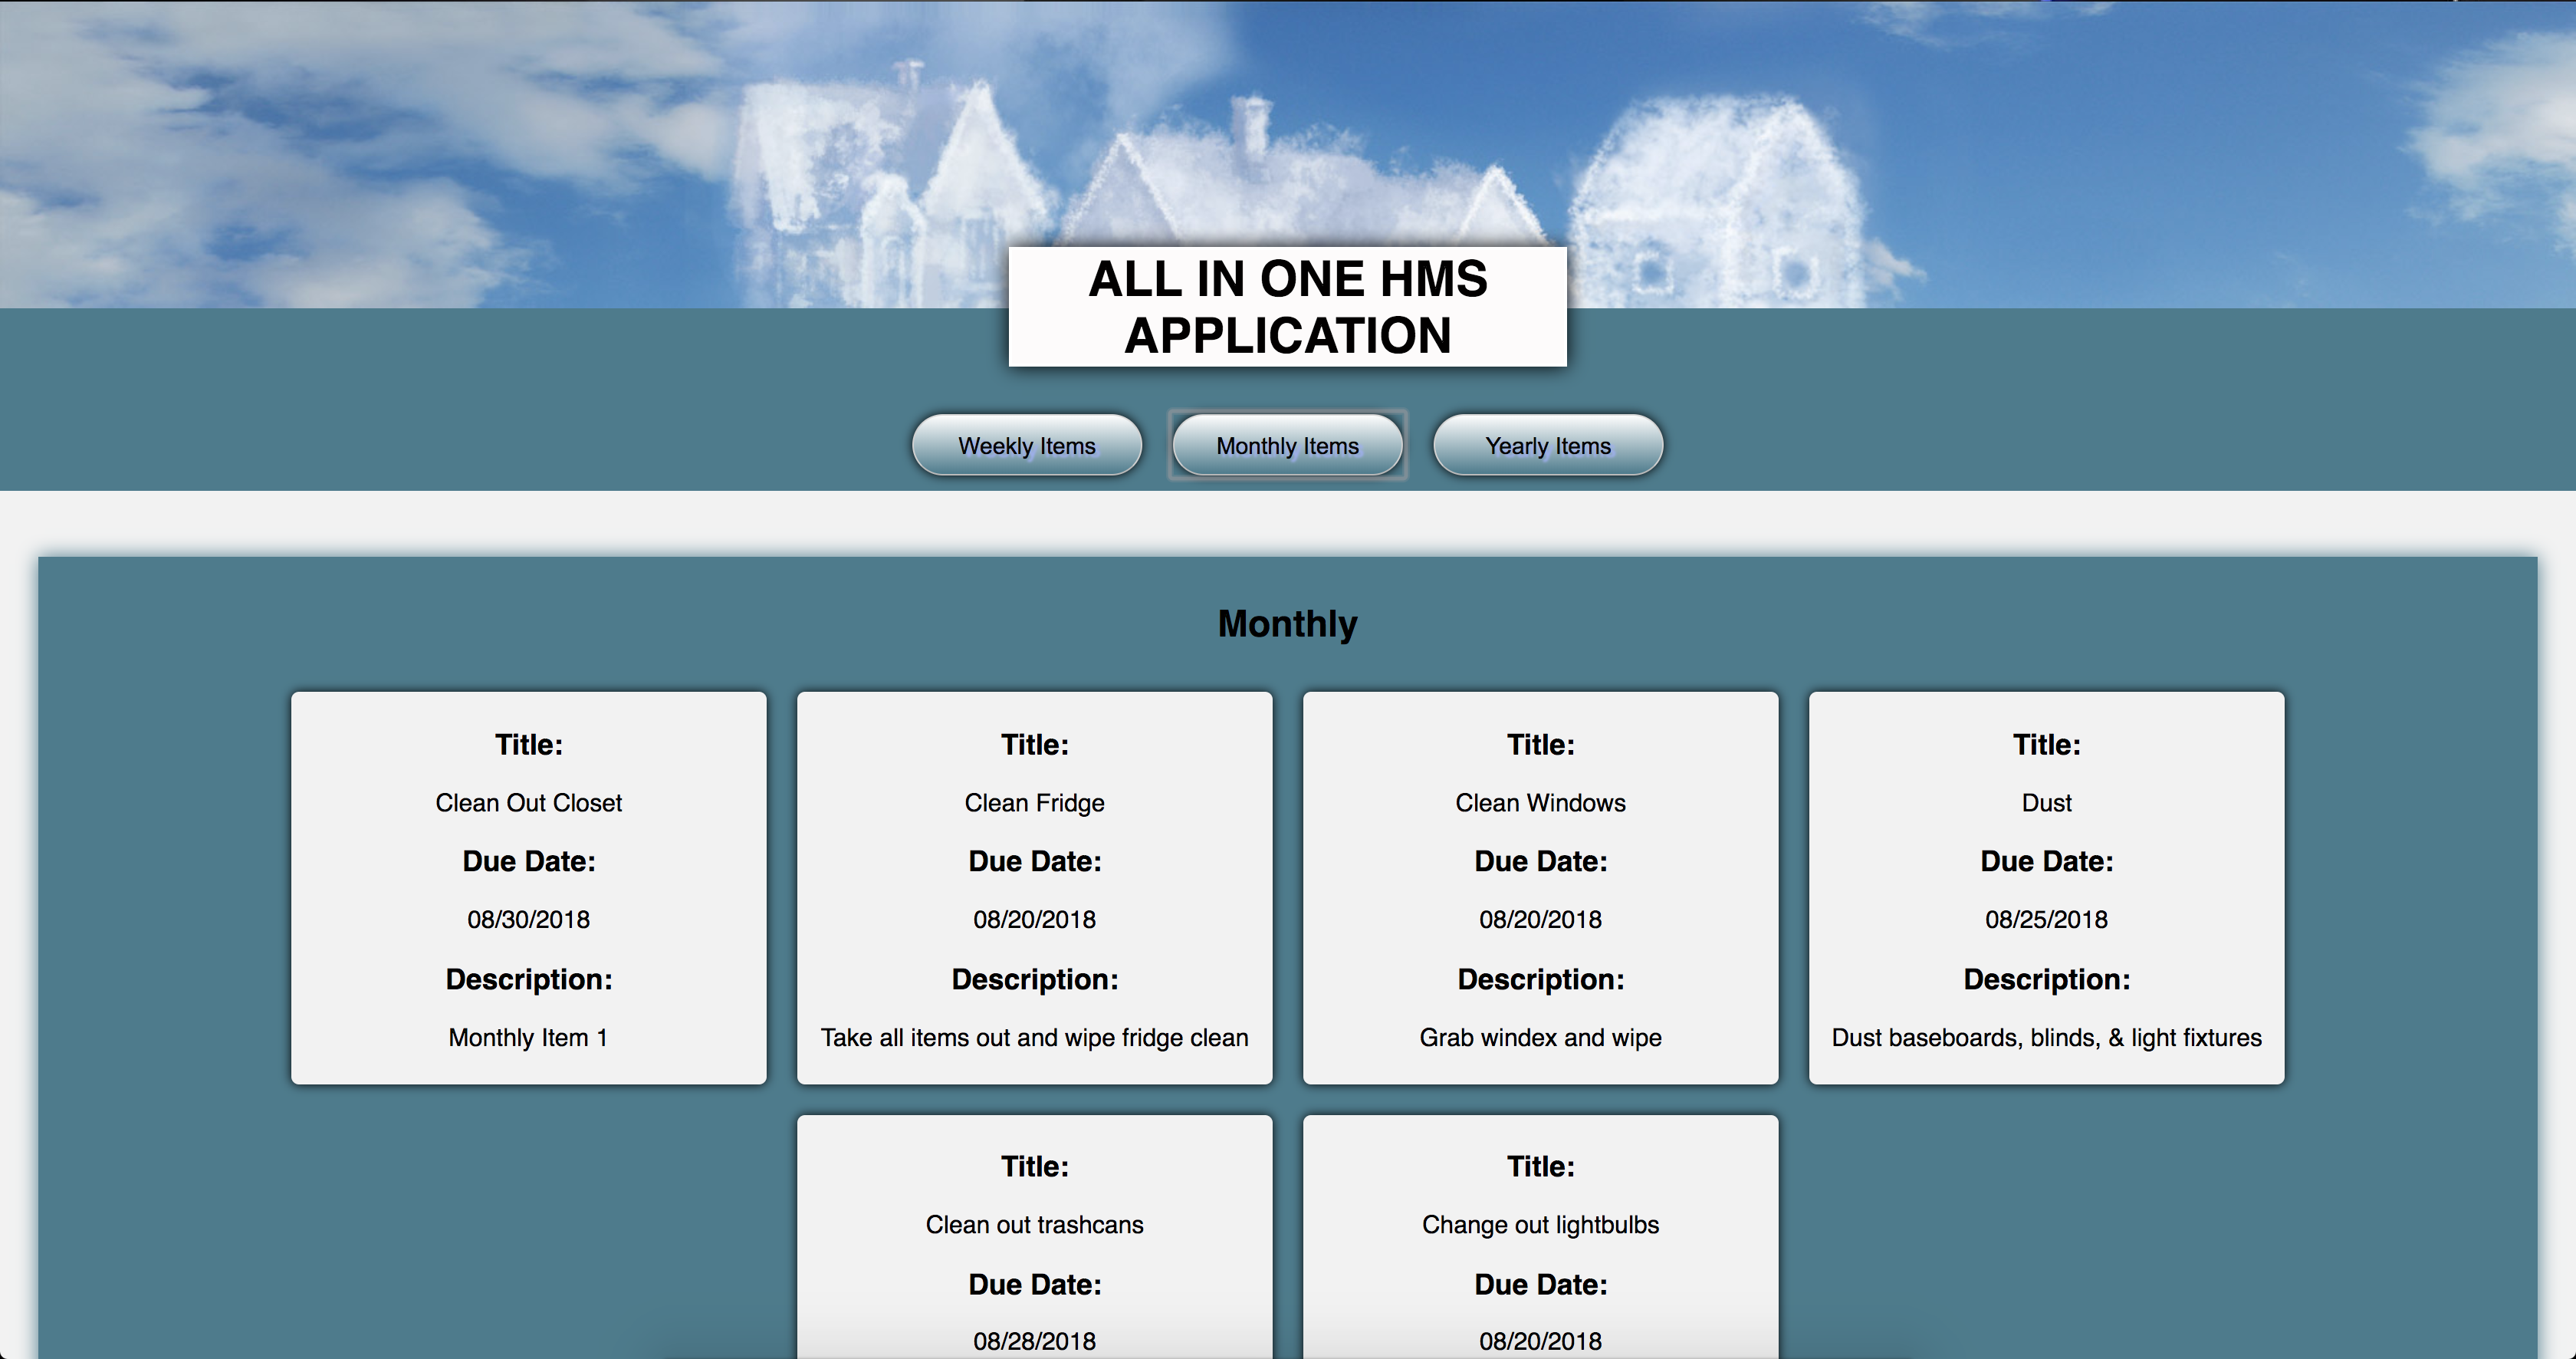 ALL IN ONE HMS
APPLICATION
Weekly Items
Monthly Items
Yearly Items
Monthly
Title:
Clean Out Closet
Due Date:
08/30/2018
Description:
Monthly Item 1
Title:
Clean Fridge
Due Date:
08/20/2018
Description:
Take all items out and wipe fridge clean
Title:
Clean Windows
Due Date:
08/20/2018
Description:
Grab windex and wipe
Title:
Dust
Due Date:
08/25/2018
Description:
Dust baseboards, blinds, & light fixtures
Title:
Clean out trashcans
Due Date:
08/28/2018
Title:
Change out lightbulbs
Due Date:
08/20/2018